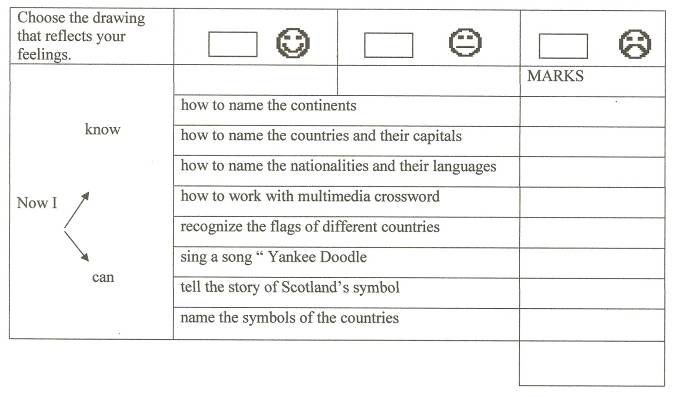 Choose the drawing
that reflects your
feelings.
MARKS
how to name the continents
know
how to name the countries and their capitals
how to name the nationalities and their languages
how to work with multimedia crossword
Now I
recognize the flags of different countries
sing a song “ Yankee Doodle
can
tell the story of Scotland’s symbol
name the symbols of the countries